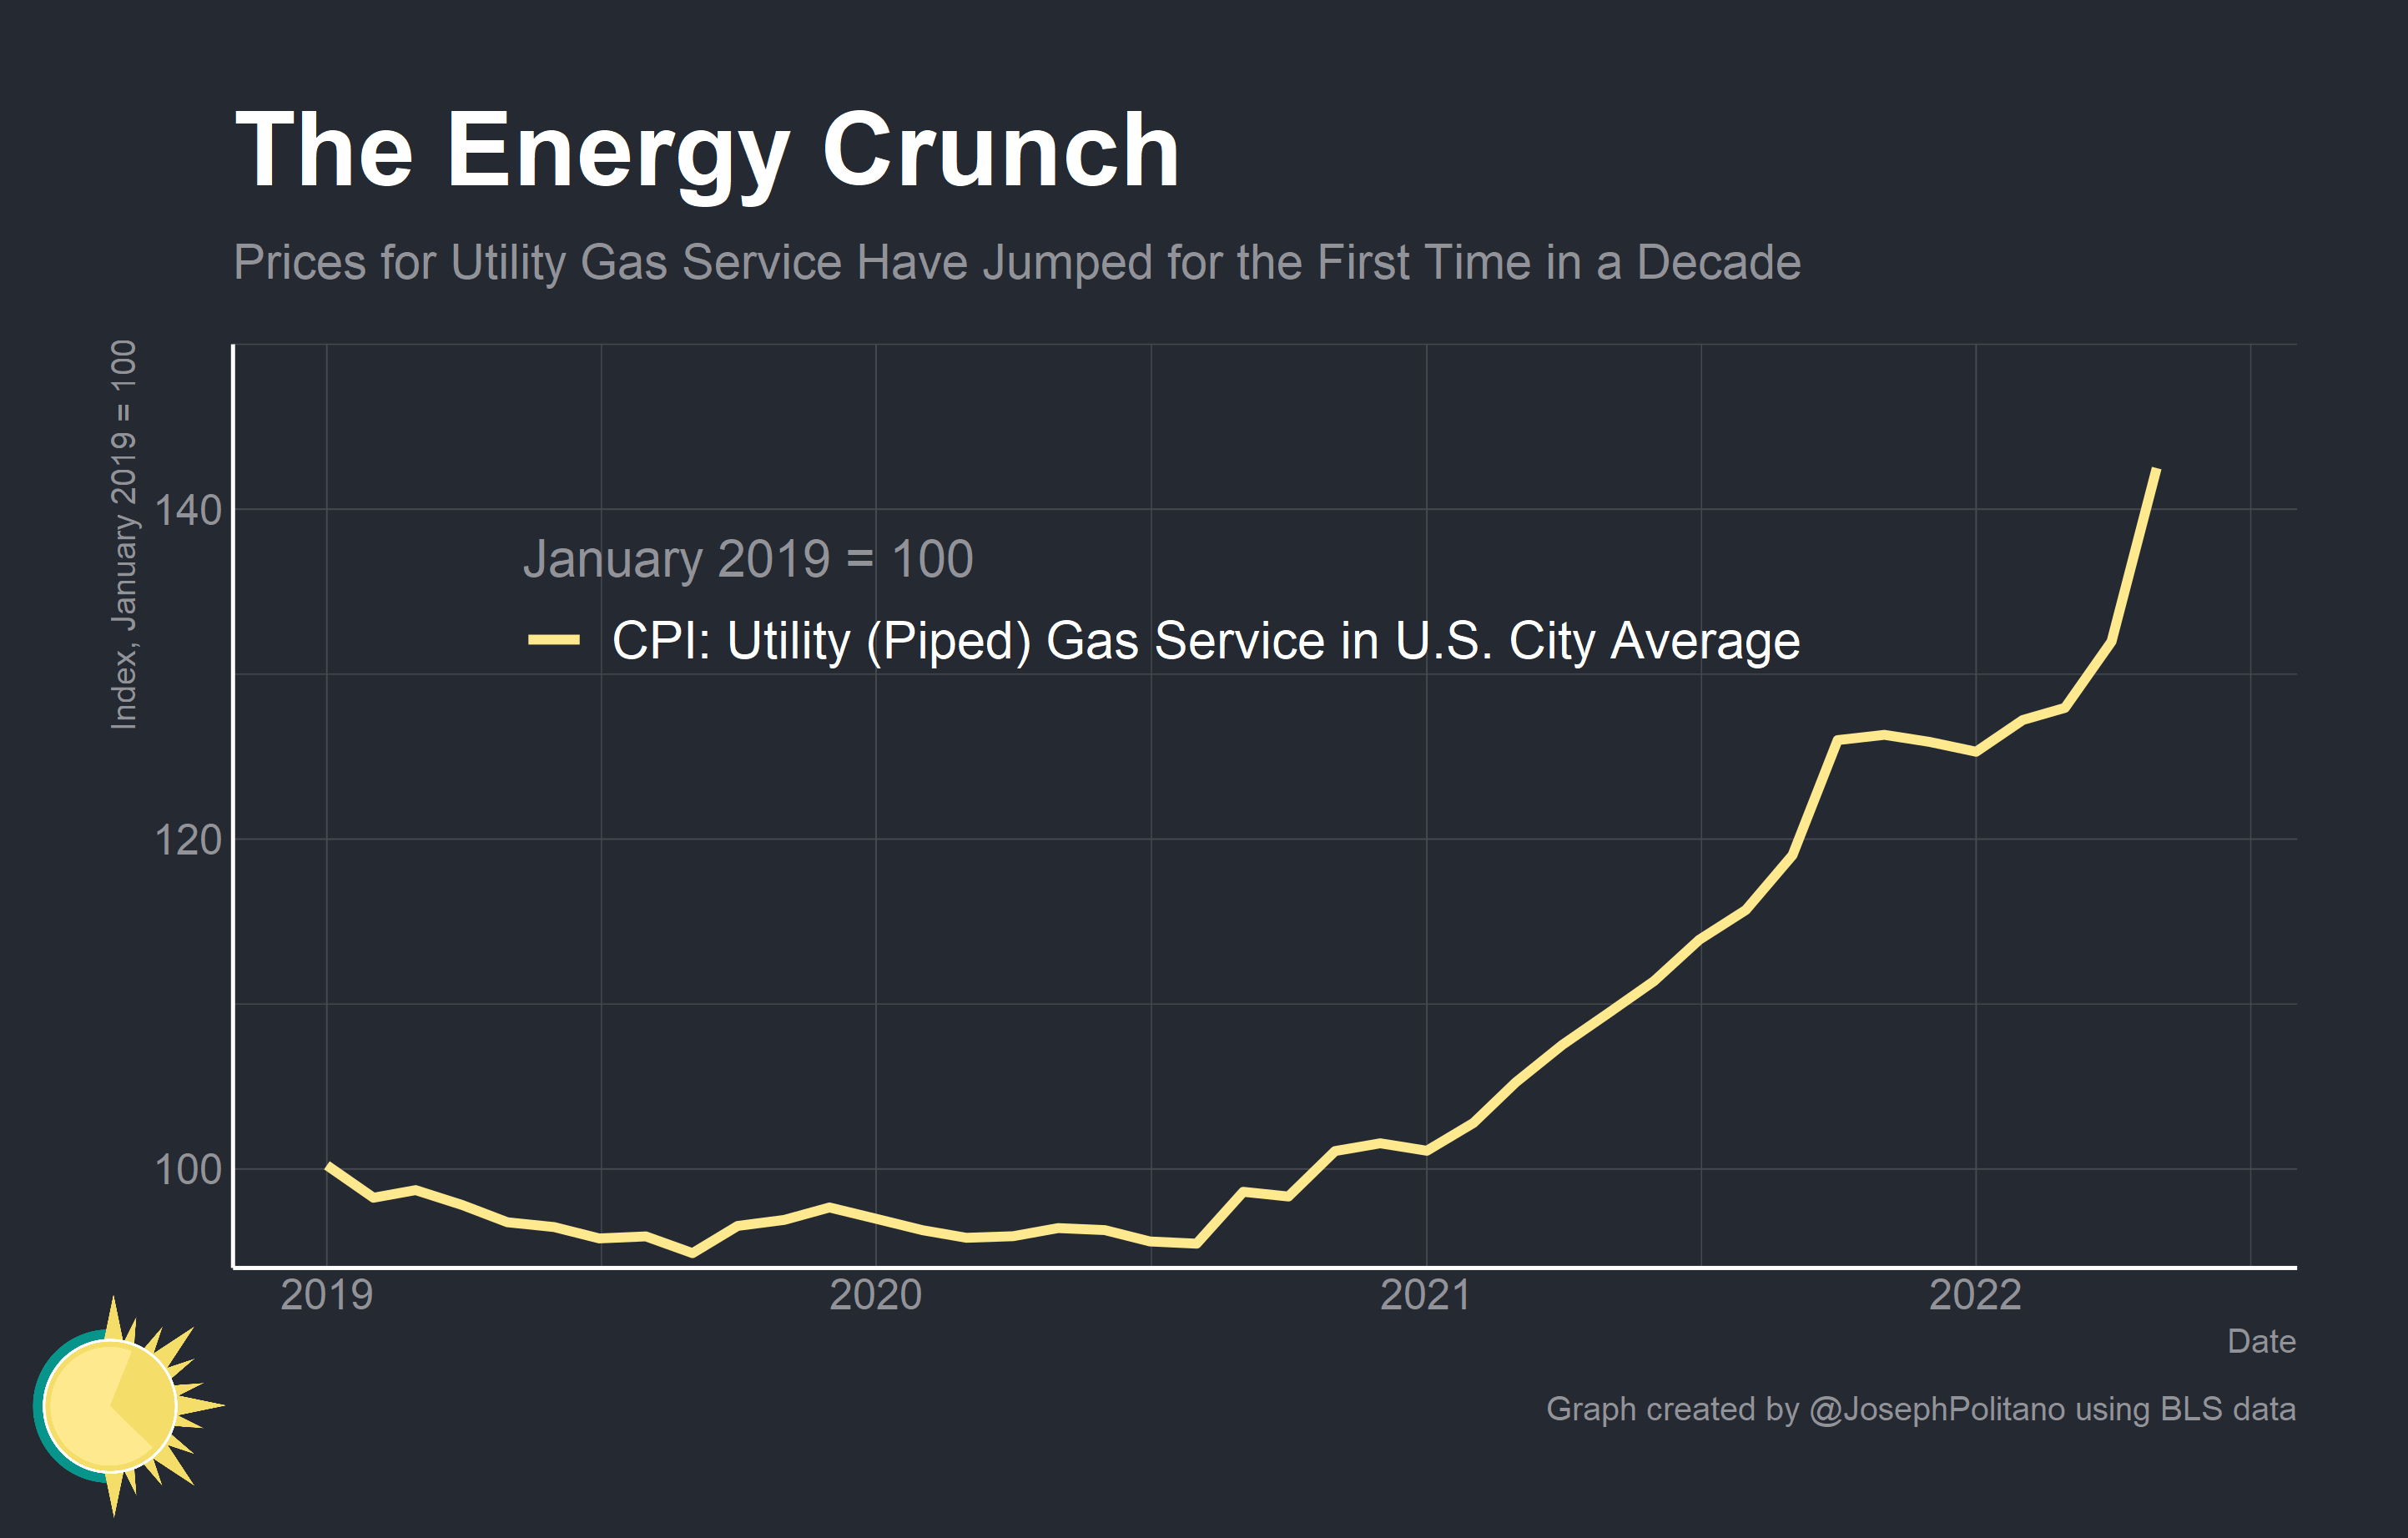 The Energy Crunch
Prices for Utility Gas Service Have Jumped for the First Time in a Decade
Index, January 2019 = 100
140
120
100
January 2019 = 100
CPI: Utility (Piped) Gas Service in U.S. City Average
2019
2020
2021
2022
Date
Graph created by @JosephPolitano using BLS data